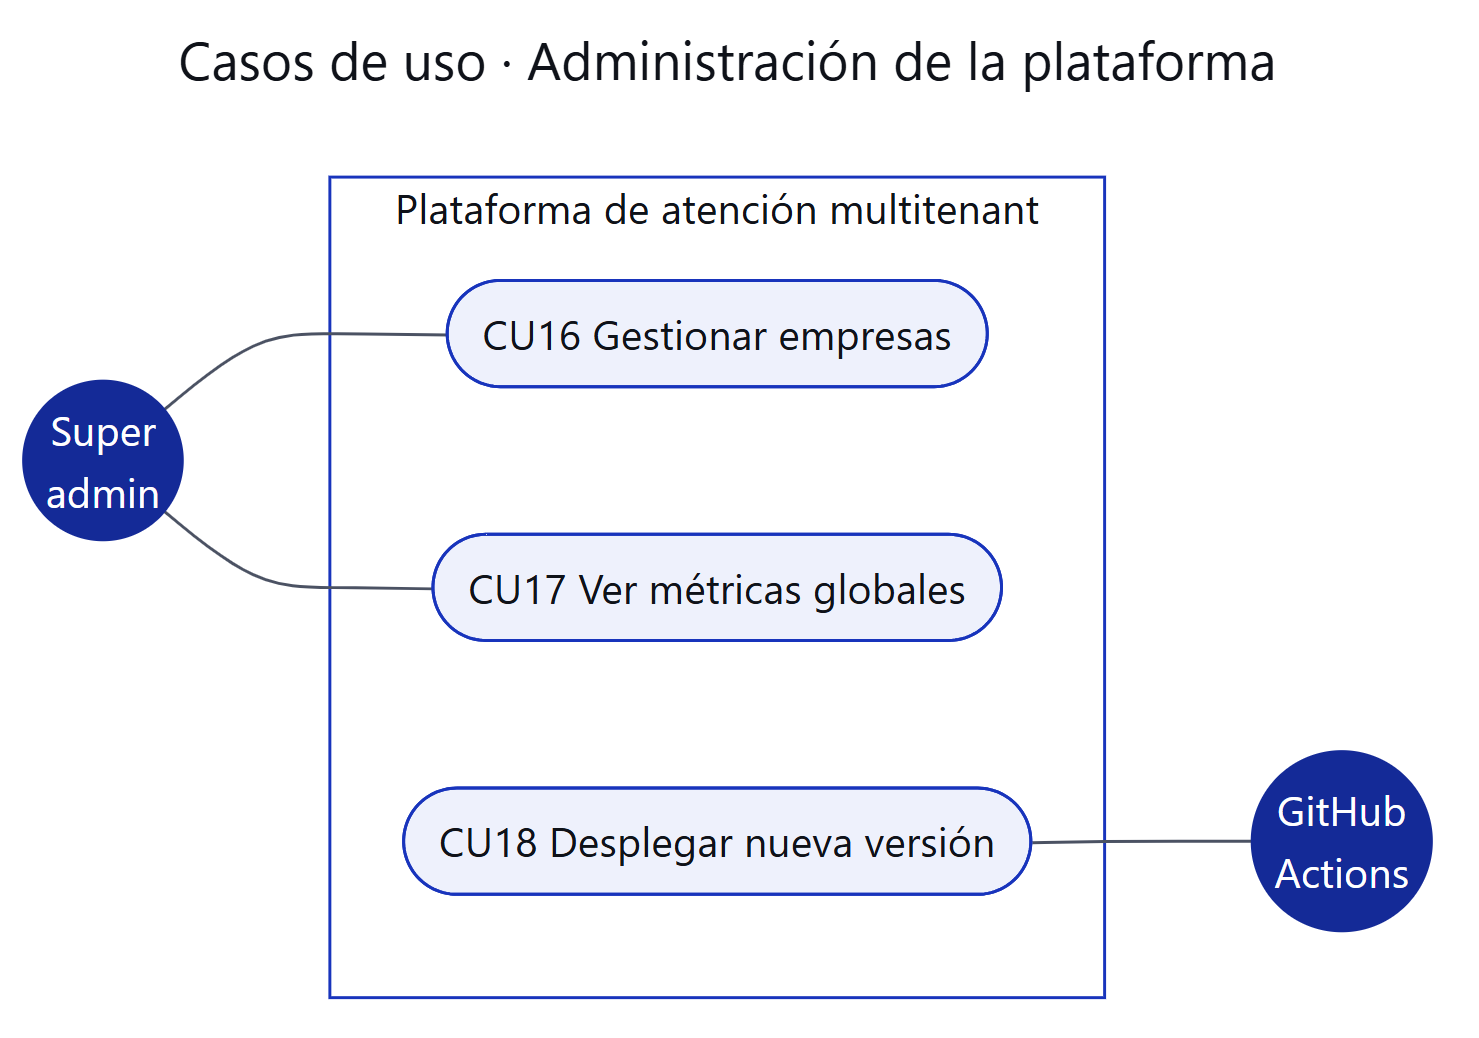 Casos de uso · Administración de la plataforma
Plataforma de atención multitenant
CU16 Gestionar empresas
Super
admin
CU17 Ver métricas globales
CU18 Desplegar nueva versión
GitHub
Actions